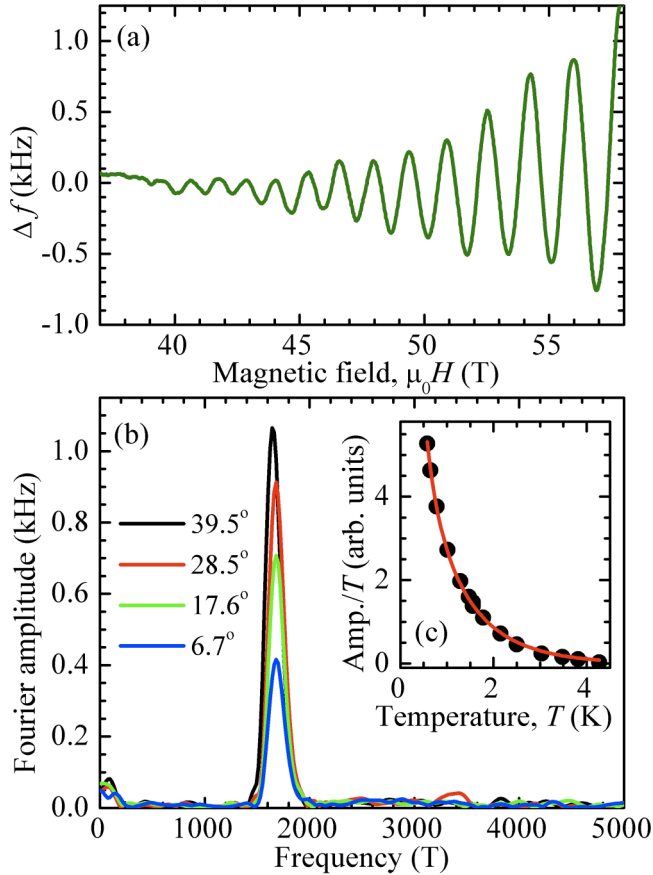 (a)
1.0
0.5
0.0
-0.5
-1.0
Δf (kHz)
40 45 50 55
Magnetic field, μ0H (T)
(b)
1.0
0.8
0.6
0.4
0.2
0.0
Fourier amplitude (kHz)
39.5°
28.5°
17.6°
6.7°
0 1000 2000 3000 4000 5000
Frequency (T)
(c)
4
2
0
Amp./T (arb. units)
0 2 4
Temperature, T (K)